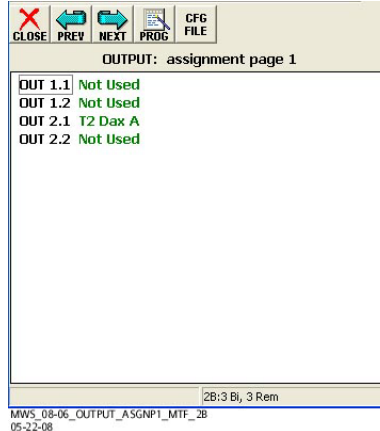 CLOSE PREV NEXT PROG CFG FILE
OUTPUT: assignment page 1
OUT 1.1 Not Used
OUT 1.2 Not Used
OUT 2.1 T2 Dax A
OUT 2.2 Not Used
2B:3 Bi, 3 Rem
MWS_08-06_OUTPUT_ASGNP1_MTF_2B
05-22-08